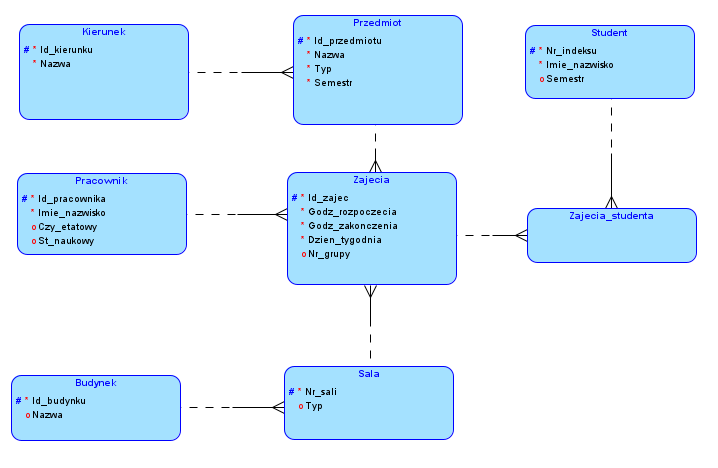 Kierunek
# * Id_kierunku
* Nazwa
Przedmiot
# * Id_przedmiotu
* Nazwa
* Typ
* Semestr
Student
# * Nr_indeksu
* Imie_nazwisko
o Semestr
Pracownik
# * Id_pracownika
* Imie_nazwisko
o Czy_etatowy
o St_naukowy
Zajecia
# * Id_zajec
* Godz_rozpoczecia
* Godz_zakonczenia
* Dzien_tygodnia
o Nr_grupy
Zajecia_studenta
Budynek
# * Id_budynku
o Nazwa
Sala
# * Nr_sali
o Typ